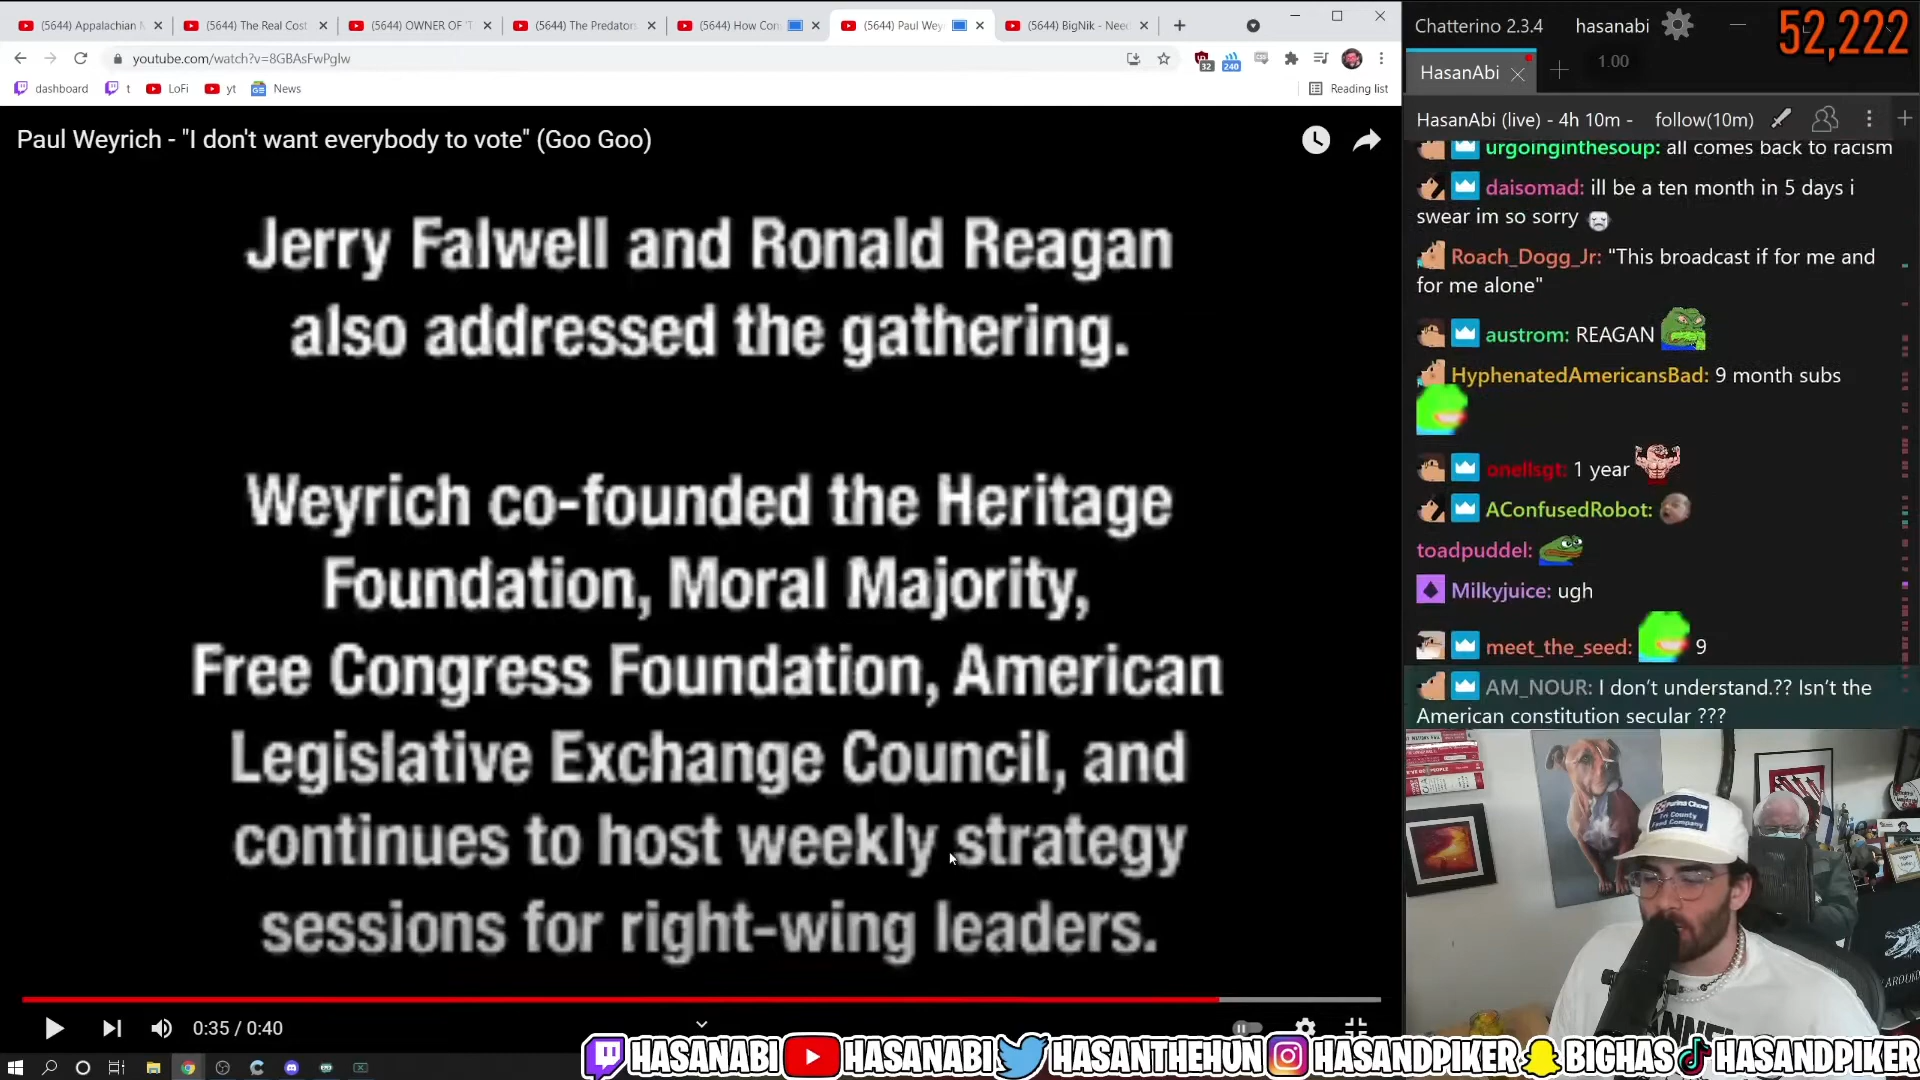 (5644) Appalachian
(5644) The Real Cost
(5644) OWNER OF "T
(5644) The Predators
(5644) How Con
(5644) Paul Wey
(5644) BigNik - Need
youtube.com/watch?v=8GBAsFwPglw
32
240
dashboard
t
LoFi
yt
News
Reading list
Paul Weyrich - "I don't want everybody to vote" (Goo Goo)
Jerry Falwell and Ronald Reagan
also addressed the gathering.
Weyrich co-founded the Heritage
Foundation, Moral Majority,
Free Congress Foundation, American
Legislative Exchange Council, and
continues to host weekly strategy
sessions for right-wing leaders.
0:35 / 0:40
Chatterino 2.3.4
hasanabi
52,222
HasanAbi
1.00
HasanAbi (live) - 4h 10m -
follow(10m)
urgoinginthesoup: all comes back to racism
daisomad: ill be a ten month in 5 days i
swear im so sorry
Roach_Dogg_Jr: "This broadcast if for me and
for me alone"
austrom: REAGAN
HyphenatedAmericansBad: 9 month subs
onellsgt: 1 year
AConfusedRobot:
toadpuddel:
Milkyjuice: ugh
meet_the_seed: 9
AM_NOUR: I don't understand.?? Isn't the
American constitution secular ???
HASANABI
HASANABI
HASANTHEHUN
HASANDPIKER
BIGHAS
HASANDPIKER